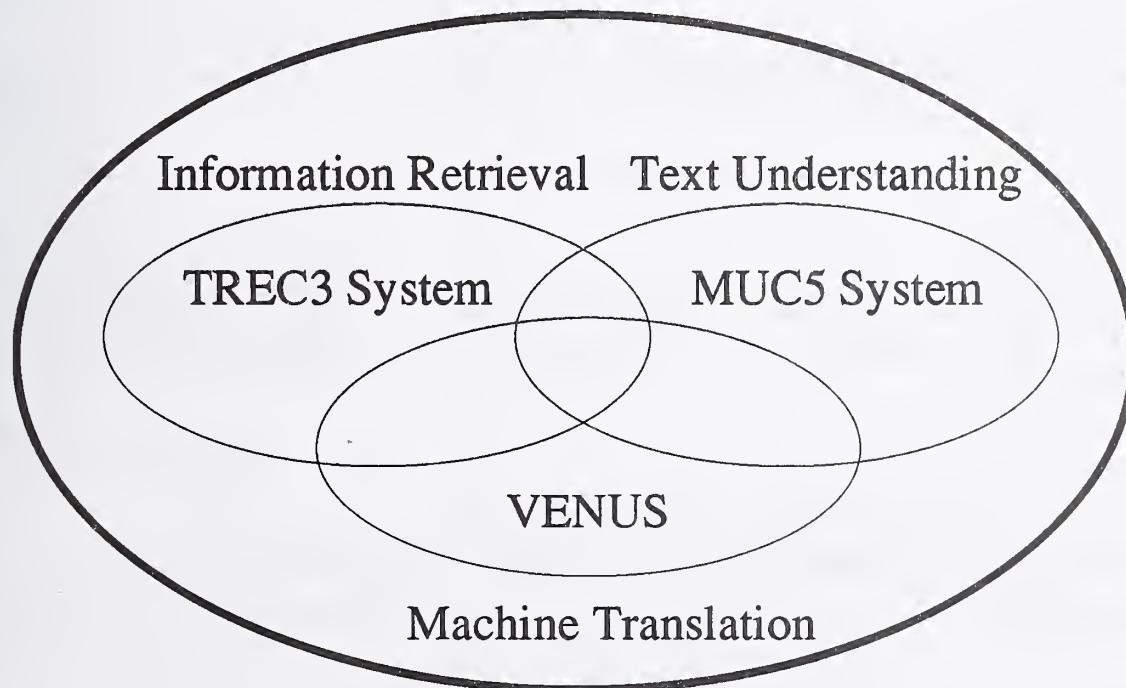 Information Retrieval Text Understanding
TREC3 System MUC5 System
VENUS
Machine Translation